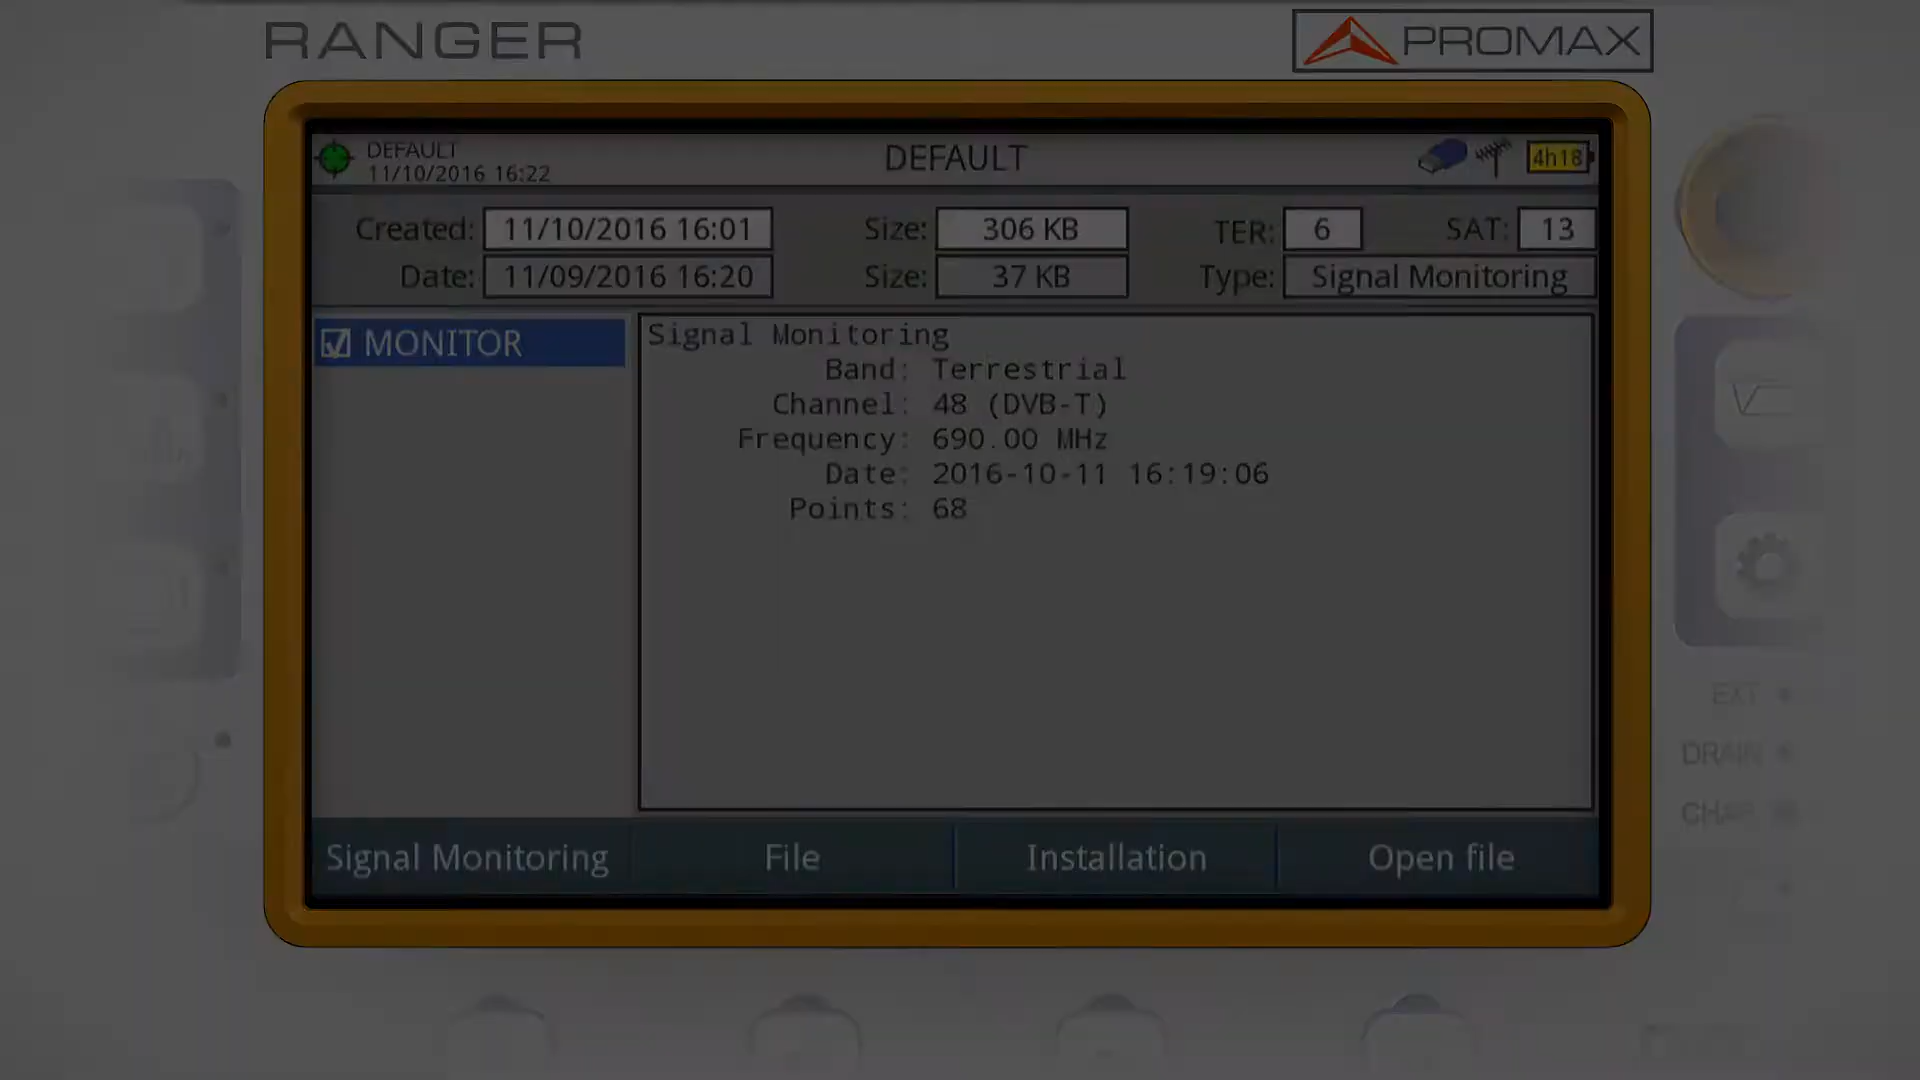 RANGER
PROMAX
DEFAULT
11/10/2016 16:22
DEFAULT
4h18
Created: 11/10/2016 16:01 Size: 306 KB TER: 6 SAT: 13
Date: 11/09/2016 16:20 Size: 37 KB Type: Signal Monitoring
MONITOR
Signal Monitoring
Band: Terrestrial
Channel: 48 (DVB-T)
Frequency: 690.00 MHz
Date: 2016-10-11 16:19:06
Points: 68
Signal Monitoring File Installation Open file
EXT
DRAIN